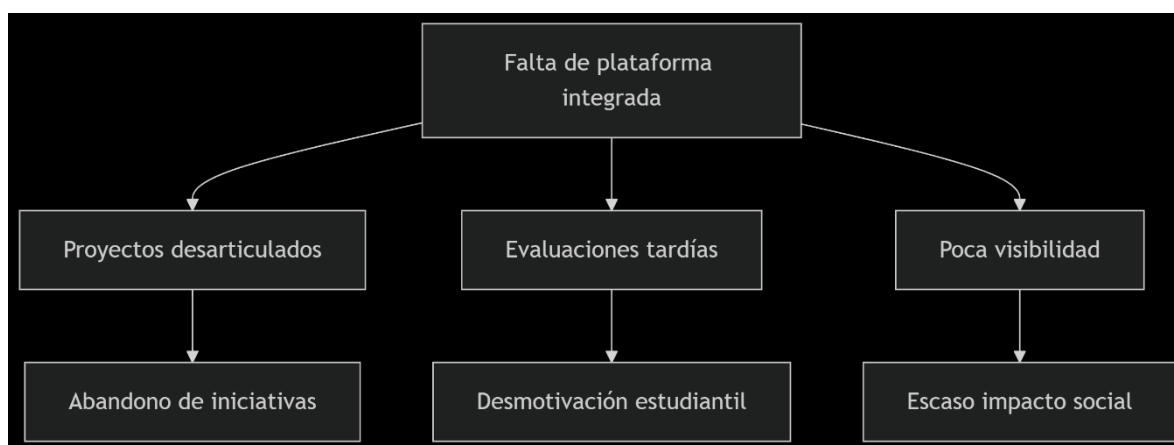 Falta de plataforma
integrada
Proyectos desarticulados
Evaluaciones tardías
Poca visibilidad
Abandono de iniciativas
Desmotivación estudiantil
Escaso impacto social